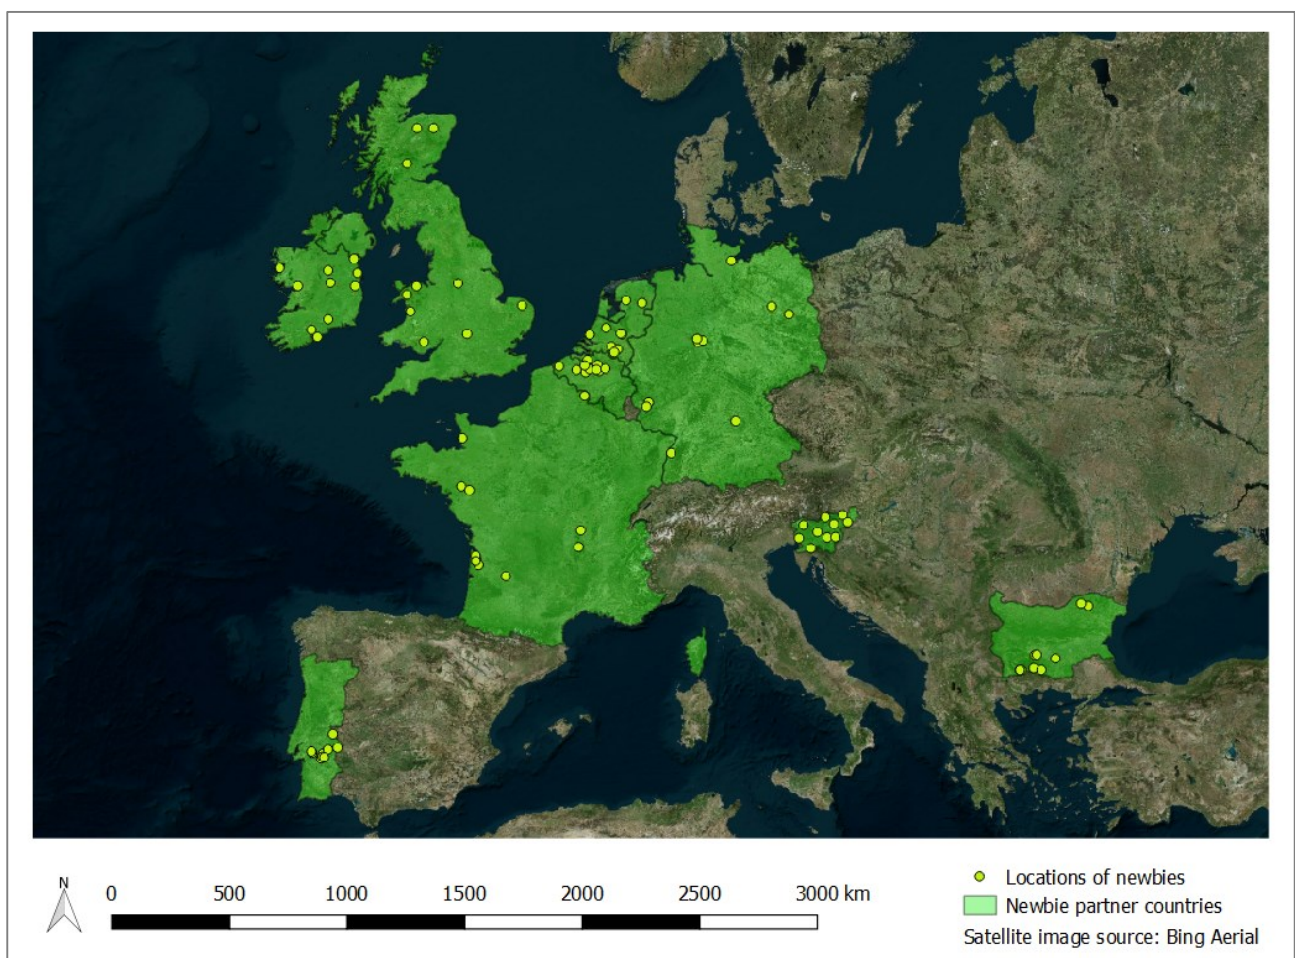 N
0 500 1000 1500 2000 2500 3000 km
Locations of newbies
Newbie partner countries
Satellite image source: Bing Aerial